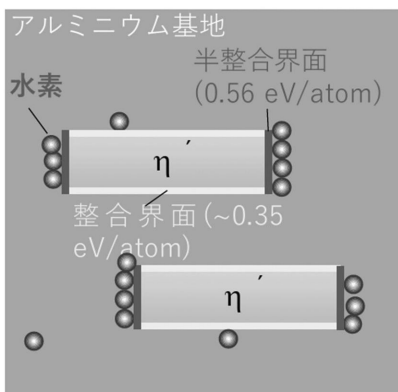 アルミニウム基地
半整合界面
水素
(0.56 eV/atom)
η´
整合界面(~0.35
eV/atom)
η´